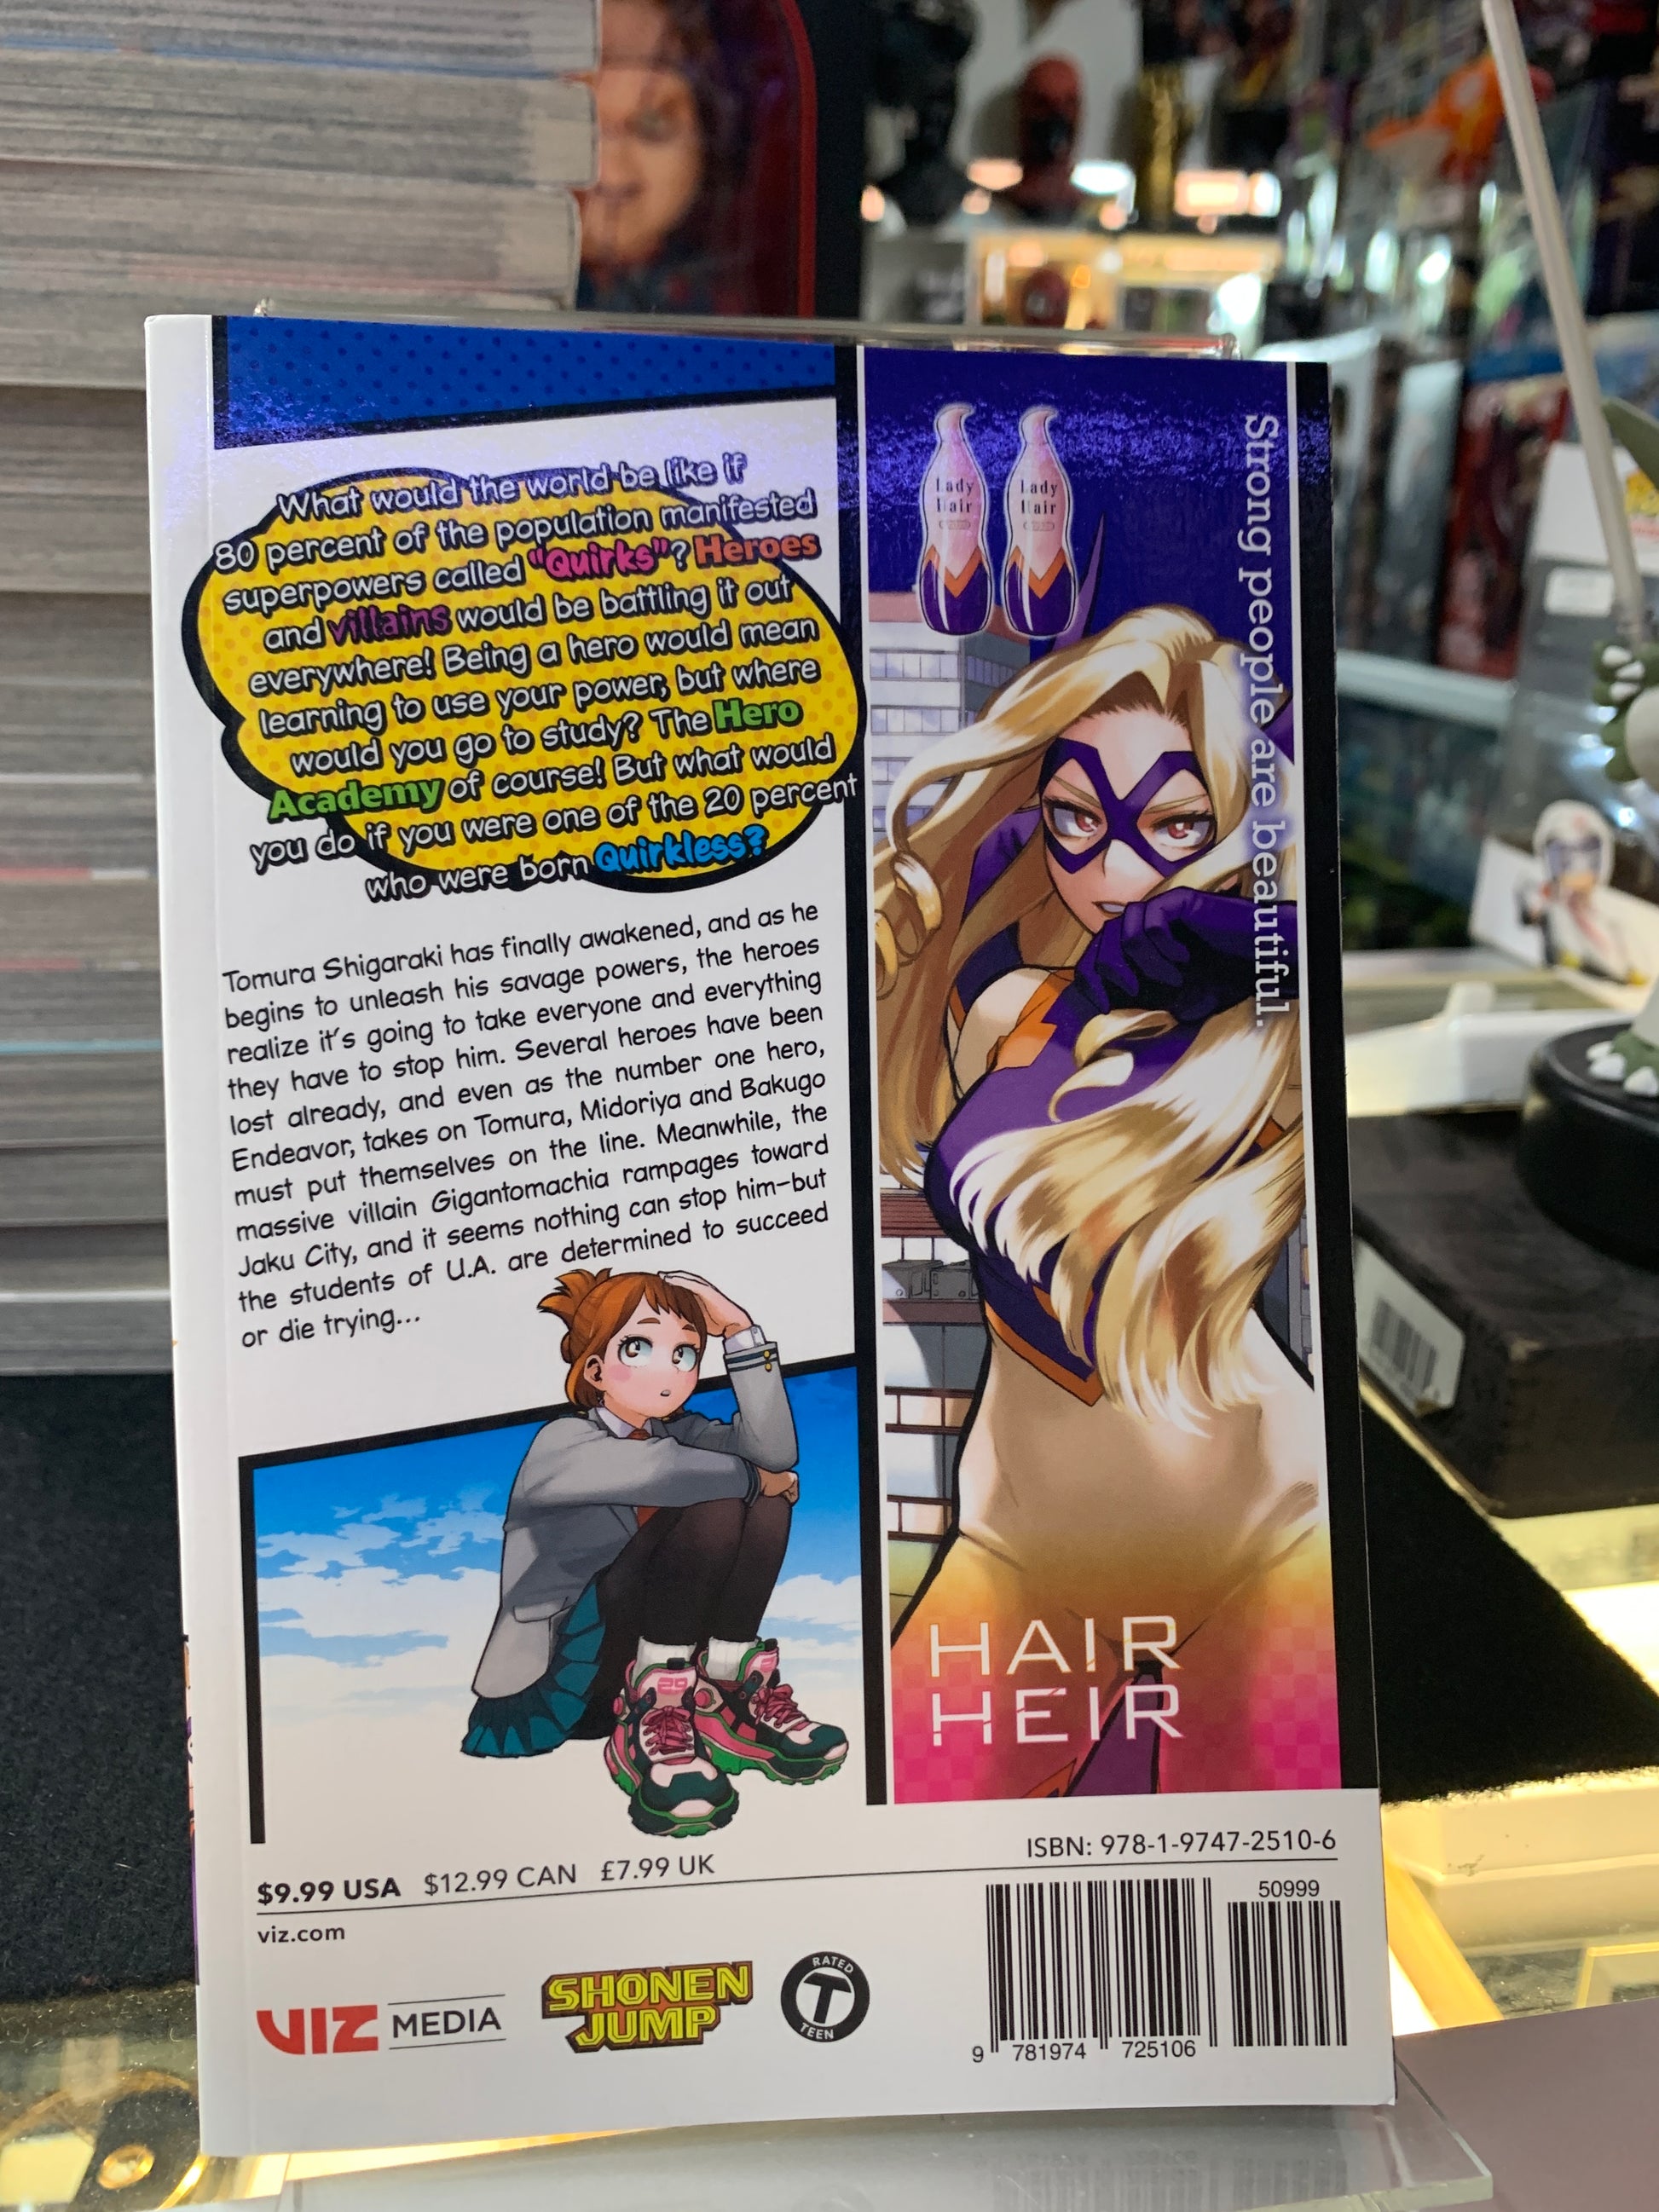 What would the world be like if
80 percent of the population manifested
superpowers called "Quirks"? Heroes
and villains would be battling it out
everywhere! Being a hero would mean
learning to use your power, but where
would you go to study? The Hero
Academy of course! But what would
you do if you were one of the 20 percent
who were born Quirkless?
Tomura Shigaraki has finally awakened, and as he
begins to unleash his savage powers, the heroes
realize it's going to take everyone and everything
they have to stop him. Several heroes have been
lost already, and even as the number one hero,
Endeavor, takes on Tomura, Midoriya and Bakugo
must put themselves on the line. Meanwhile, the
massive villain Gigantomachia rampages toward
Jaku City, and it seems nothing can stop him–but
the students of U.A. are determined to succeed
or die trying...
29
Lady
Hair
Lady
Hair
Strong people are beautiful.
HAIR
HEIR
$9.99 USA $12.99 CAN £7.99 UK
viz.com
VIZ MEDIA
SHONEN
JUMP
RATED
T
TEEN
ISBN: 978-1-9747-2510-6
50999
9 781974 725106